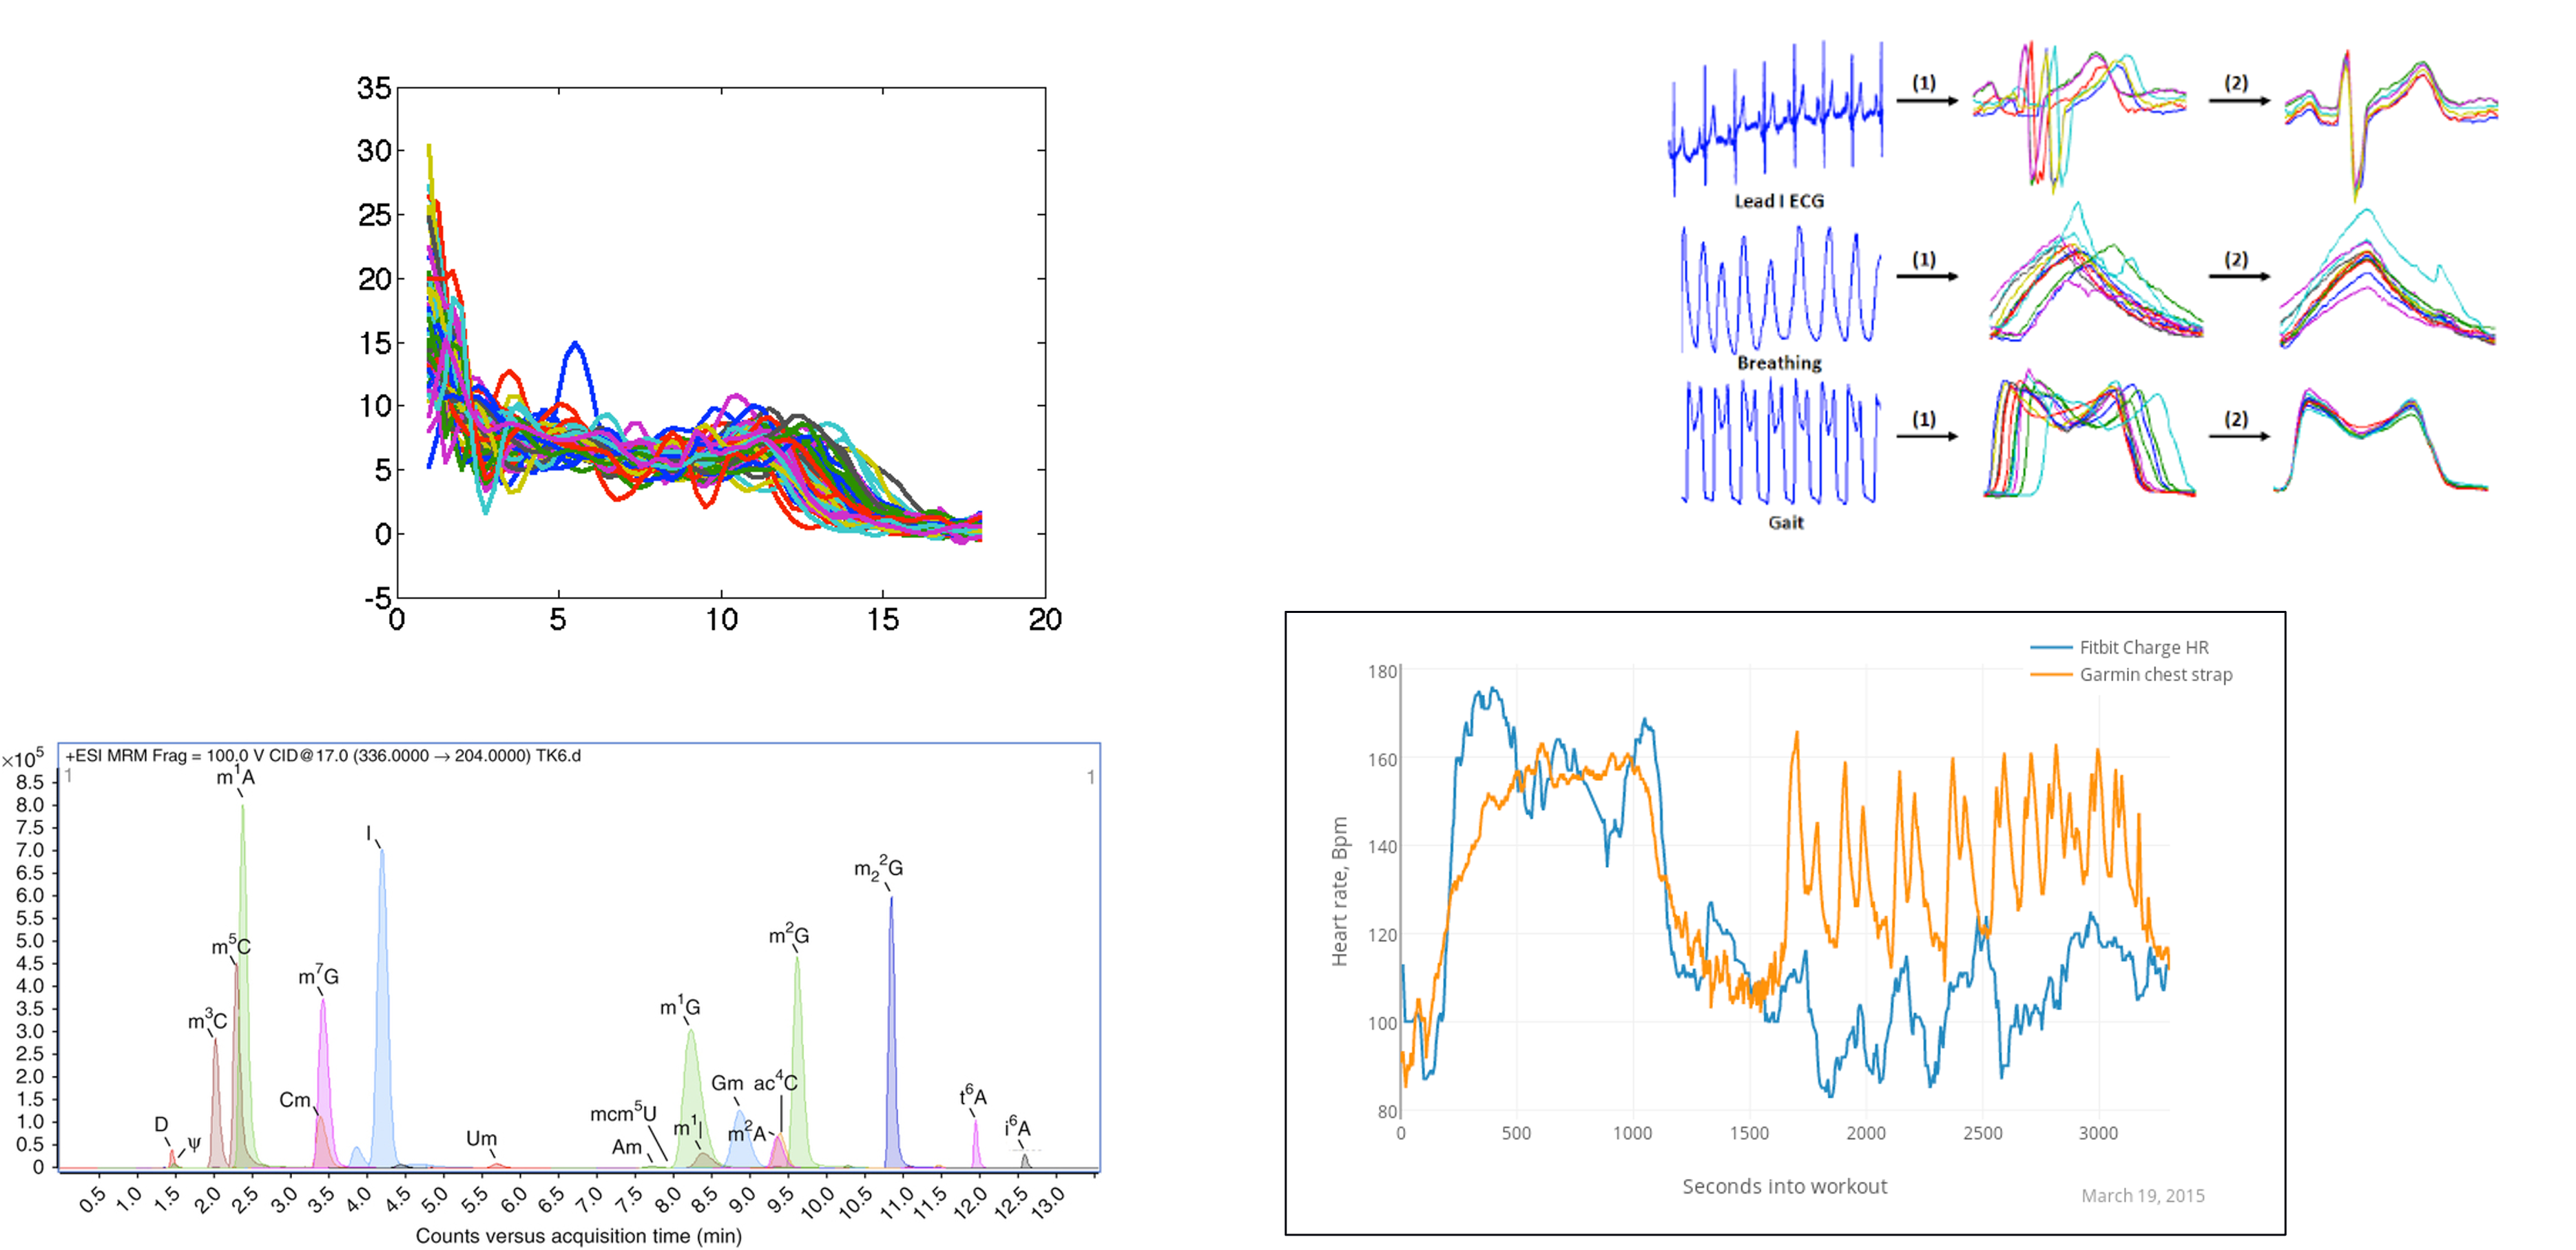 35
30
25
20
15
10
5
0
-5
0 5 10 15 20
(1) (2)
Lead I ECG
(1) (2)
Breathing
(1) (2)
Gait
Fitbit Charge HR
Garmin chest strap
180
160
140
120
100
80
Heart rate, Bpm
0 500 1000 1500 2000 2500 3000
Seconds into workout
March 19, 2015
×10⁵
+ESI MRM Frag = 100.0 V CID@17.0 (336.0000 → 204.0000) TK6.d
1 1
8.5
8.0
7.5
7.0
6.5
6.0
5.5
5.0
4.5
4.0
3.5
3.0
2.5
2.0
1.5
1.0
0.5
0
D
ψ
m³C
m⁵C
m¹A
Cm
m⁷G
I
Um
Am
mcm⁵U
m¹G
m¹I
Gm
m²A
ac⁴C
m²G
m₂²G
t⁶A
i⁶A
0.5 1.0 1.5 2.0 2.5 3.0 3.5 4.0 4.5 5.0 5.5 6.0 6.5 7.0 7.5 8.0 8.5 9.0 9.5 10.0 10.5 11.0 11.5 12.0 12.5 13.0
Counts versus acquisition time (min)